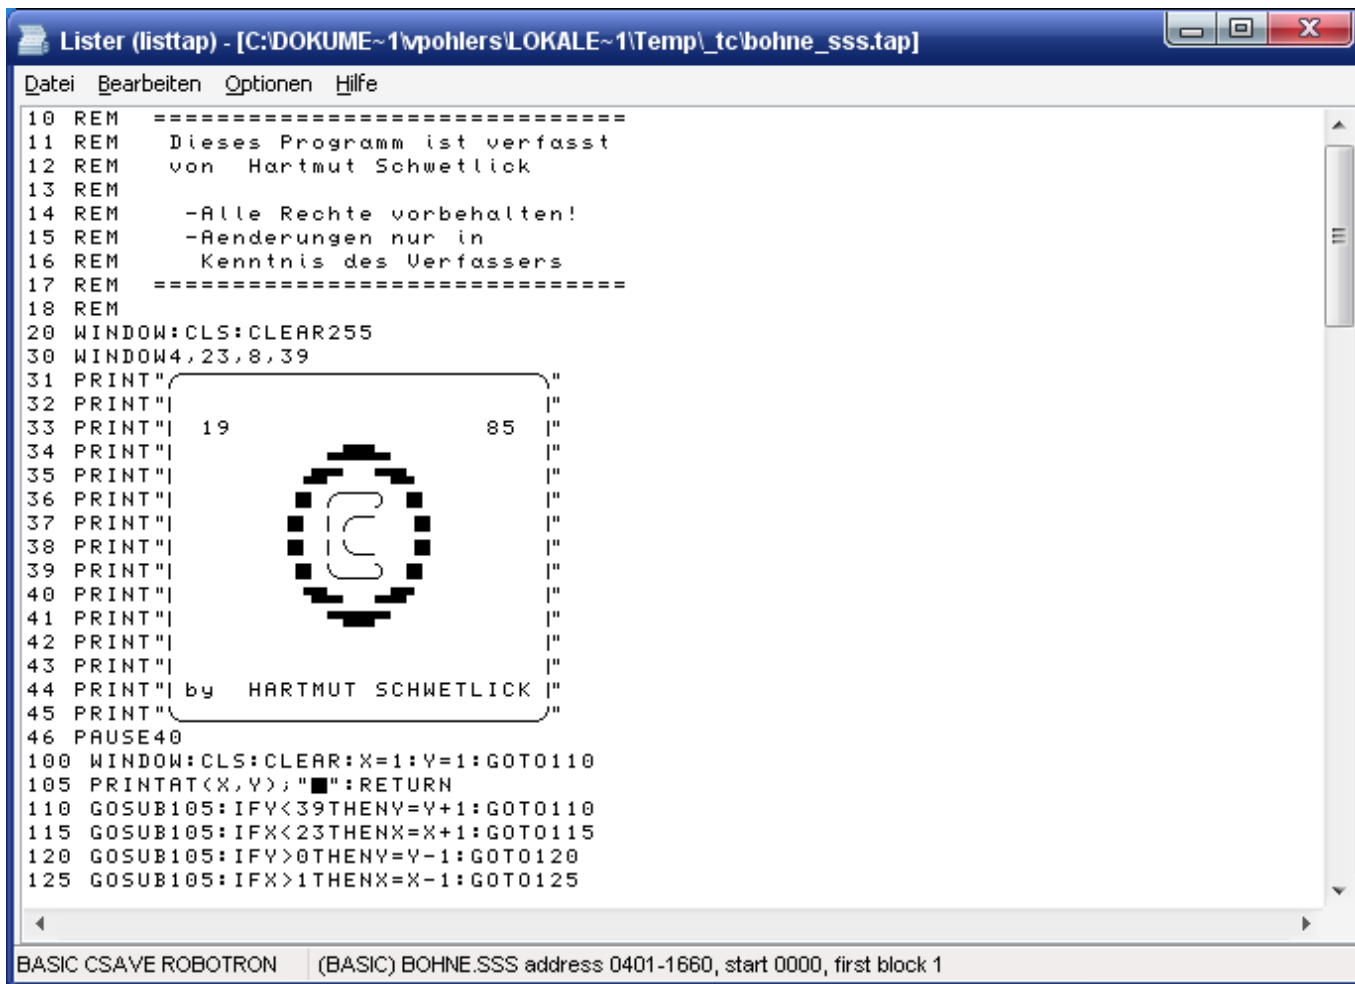 Lister (listtap) - [C:\DOKUME~1\vpohlers\LOKALE~1\Temp\_tc\bohne_sss.tap]
Datei Bearbeiten Optionen Hilfe
10 REM ==============================
11 REM Dieses Programm ist verfasst
12 REM von Hartmut Schwetlick
13 REM
14 REM -Alle Rechte vorbehalten!
15 REM -Aenderungen nur in
16 REM Kenntnis des Verfassers
17 REM ==============================
18 REM
20 WINDOW:CLS:CLEAR255
30 WINDOW4,23,8,39
31 PRINT" "
32 PRINT"| |"
33 PRINT"| 19 85 |"
34 PRINT"| |"
35 PRINT"| |"
36 PRINT"| |"
37 PRINT"| |"
38 PRINT"| |"
39 PRINT"| |"
40 PRINT"| |"
41 PRINT"| |"
42 PRINT"| |"
43 PRINT"| |"
44 PRINT"| by HARTMUT SCHWETLICK |"
45 PRINT" "
46 PAUSE40
100 WINDOW:CLS:CLEAR:X=1:Y=1:GOTO110
105 PRINTAT(X,Y);"■":RETURN
110 GOSUB105:IFY<39THENY=Y+1:GOTO110
115 GOSUB105:IFX<23THENX=X+1:GOTO115
120 GOSUB105:IFY>0THENY=Y-1:GOTO120
125 GOSUB105:IFX>1THENX=X-1:GOTO125
BASIC CSAVE ROBOTRON (BASIC) BOHNE.SSS address 0401-1660, start 0000, first block 1